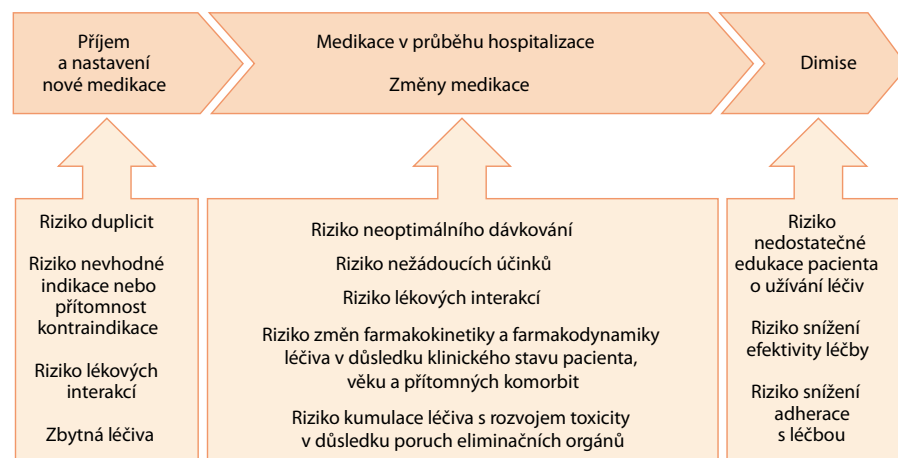 Příjem
a nastavení
nové medikace
Medikace v průběhu hospitalizace
Změny medikace
Dimise
Riziko duplicit
Riziko nevhodné
indikace nebo
přítomnost
kontraindikace
Riziko lékových
interakcí
Zbytná léčiva
Riziko neoptimálního dávkování
Riziko nežádoucích účinků
Riziko lékových interakcí
Riziko změn farmakokinetiky a farmakodynamiky
léčiva v důsledku klinického stavu pacienta,
věku a přítomných komorbit
Riziko kumulace léčiva s rozvojem toxicity
v důsledku poruch eliminačních orgánů
Riziko
nedostatečné
edukace pacienta
o užívání léčiv
Riziko snížení
efektivity léčby
Riziko snížení
adherace
s léčbou